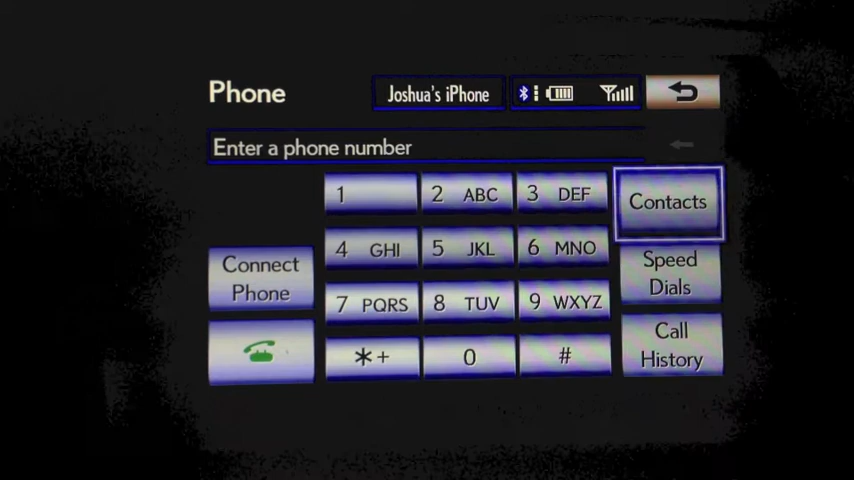 Phone
Joshua's iPhone
Enter a phone number
1
2 ABC
3 DEF
Contacts
4 GHI
5 JKL
6 MNO
Connect
Phone
Speed
Dials
7 PQRS
8 TUV
9 WXYZ
Call
History
*+
0
#